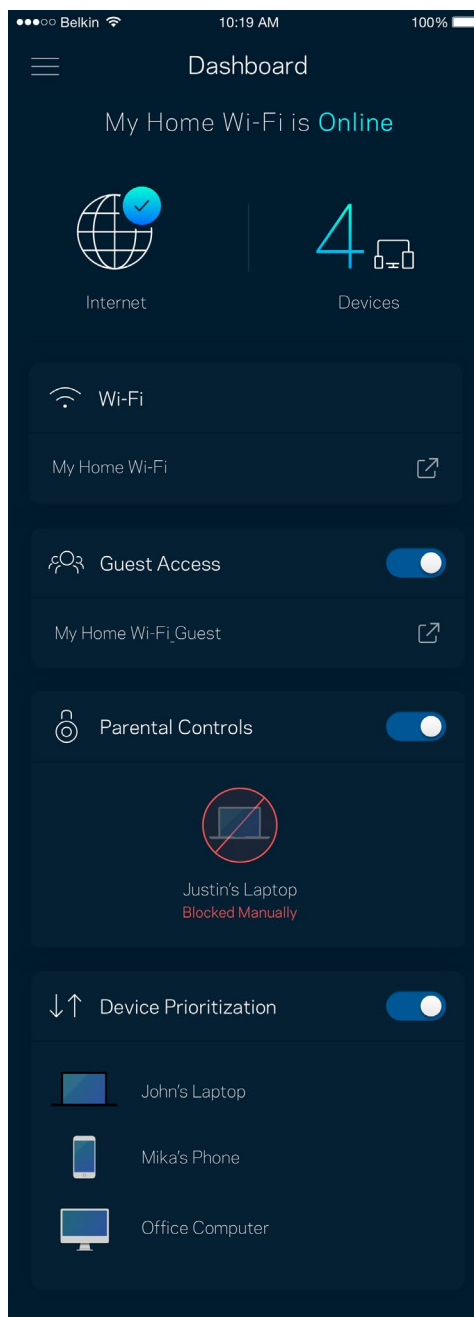 Belkin 10:19 AM 100%
Dashboard
My Home Wi-Fi is Online
4
Internet Devices
Wi-Fi
My Home Wi-Fi
Guest Access
My Home Wi-Fi_Guest
Parental Controls
Justin's Laptop
Blocked Manually
Device Prioritization
John's Laptop
Mika's Phone
Office Computer